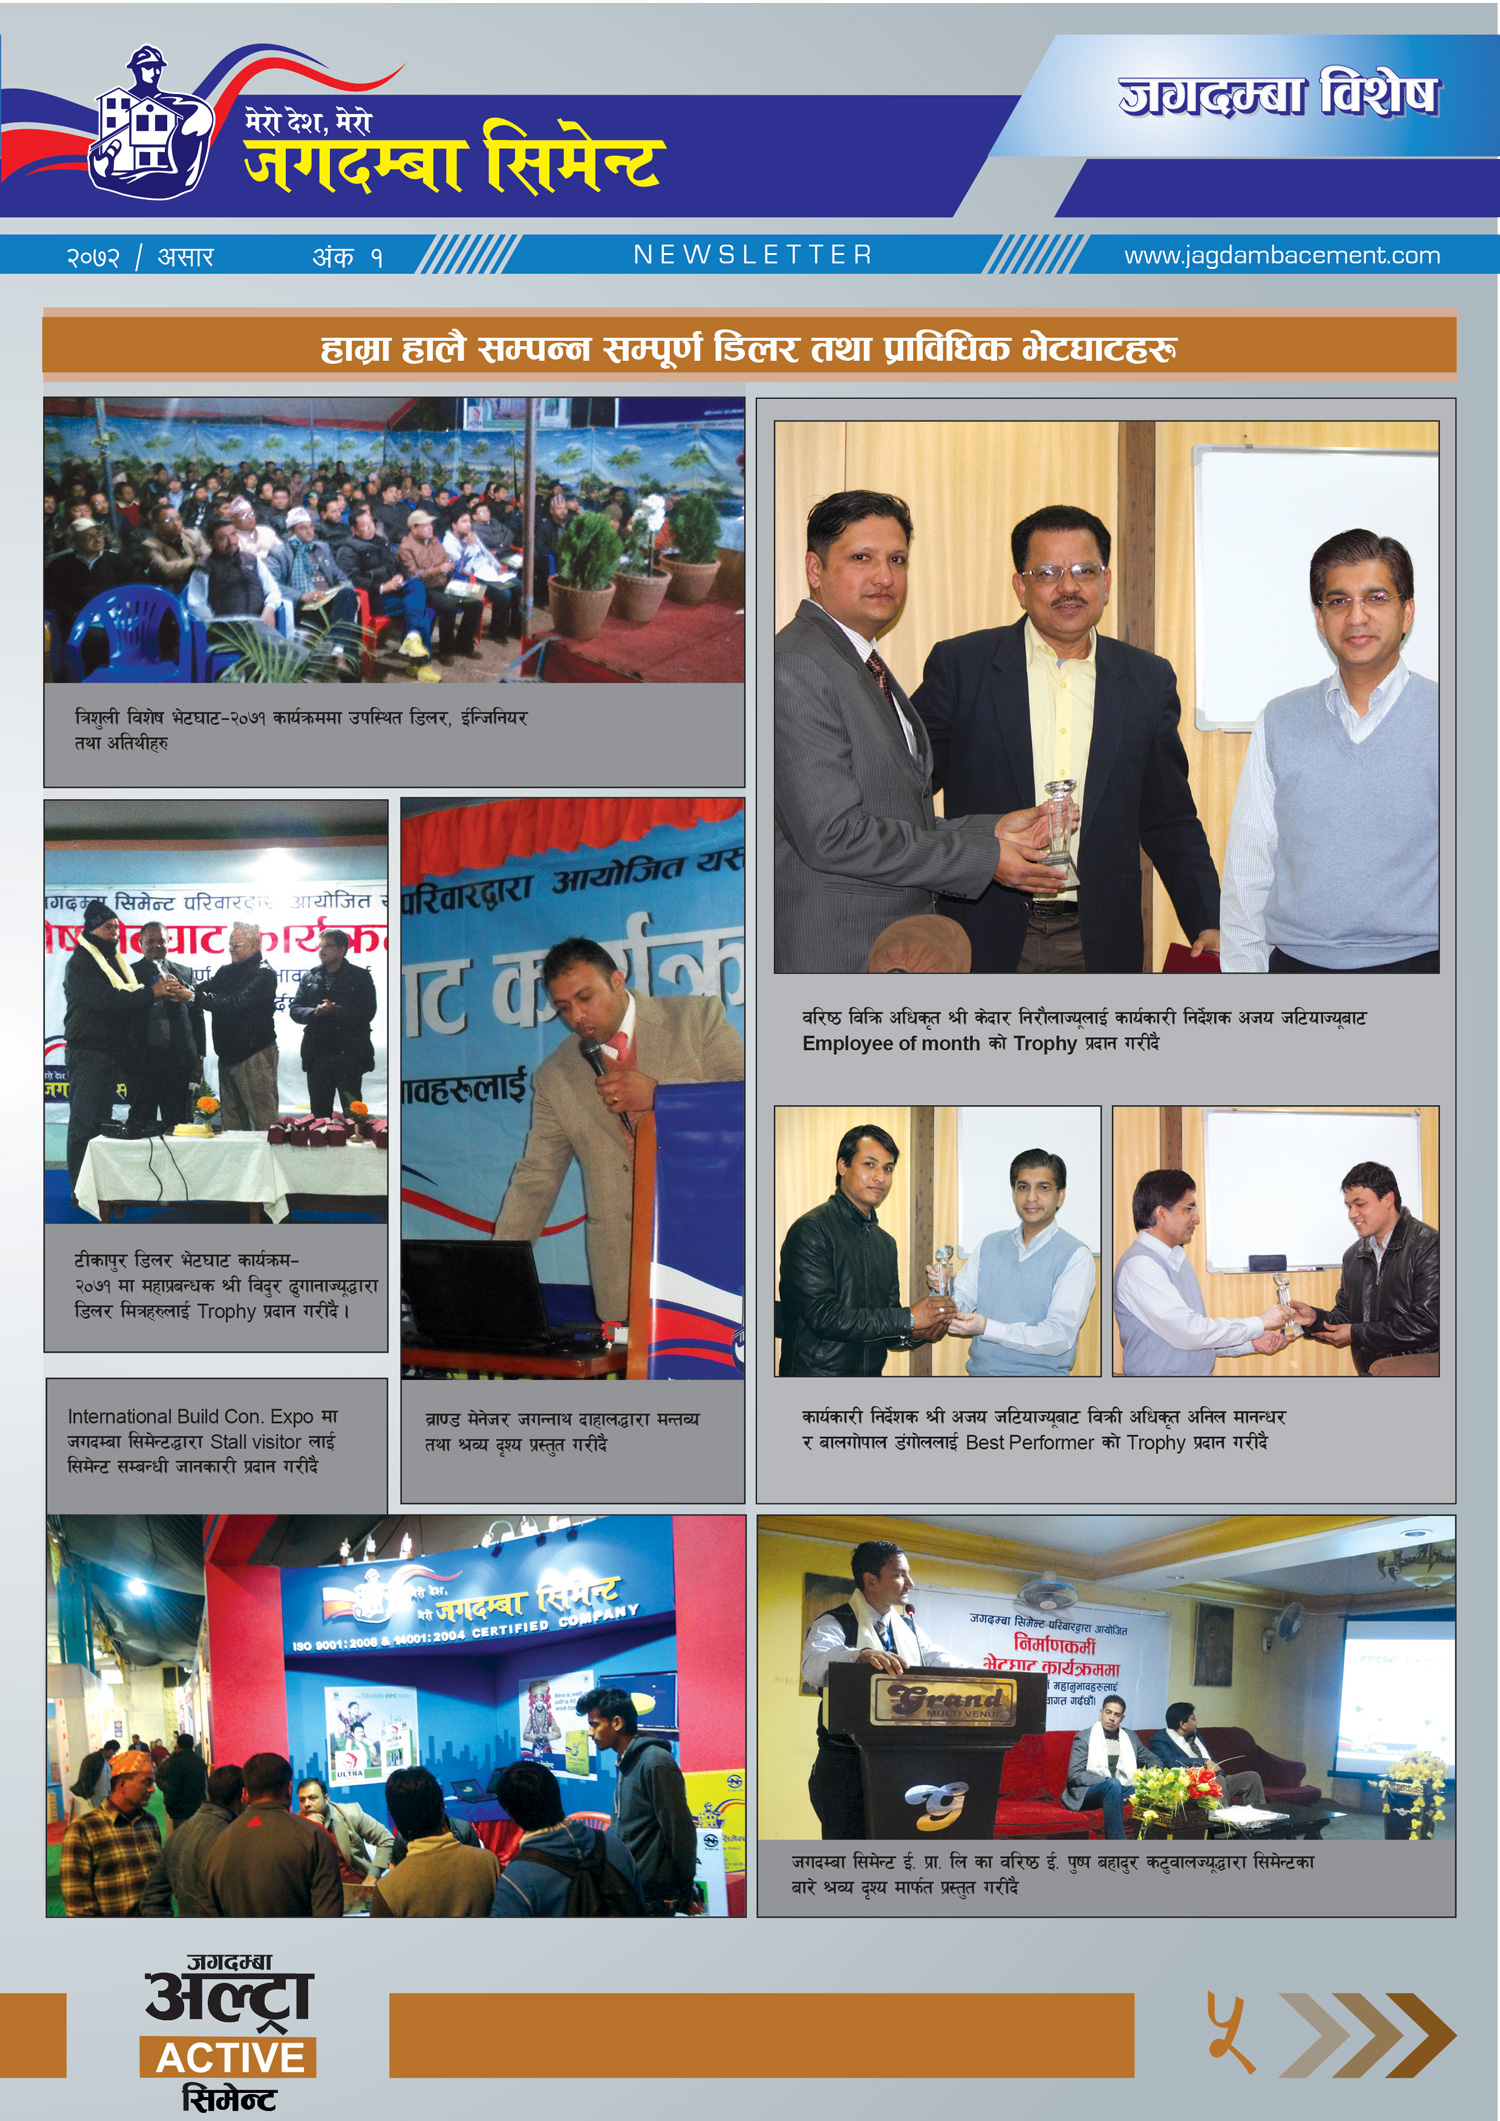 मेरो देश, मेरो
जगदम्बा सिमेन्ट
जगदम्बा विशेष
२०७२ / असार
अंक १
NEWSLETTER
www.jagdambacement.com
हाम्रा हालै सम्पन्न सम्पूर्ण डिलर तथा प्राविधिक भेटघाटहरू
त्रिशुली विशेष भेटघाट-२०७१ कार्यक्रममा उपस्थित डिलर, ईन्जिनियर
तथा अतिथीहरु
गदम्बा सिमेन्ट परिवारद्वारा आयोजित
भेटघाट कार्यक्र
टीकापुर डिलर भेटघाट कार्यक्रम-
२०७१ मा महाप्रबन्धक श्री विदुर ढुगानाज्यूद्धारा
डिलर मित्रहरुलाई Trophy प्रदान गरीदै ।
परिवारद्वारा आयोजित यस
ाट कार्यक्र
ावहरूलाई
ब्राण्ड मेनेजर जगन्नाथ दाहालद्धारा मन्तव्य
तथा श्रव्य दृश्य प्रस्तुत गरीदै
वरिष्ठ विक्रि अधिकृत श्री केदार निरौलाज्यूलाई कार्यकारी निर्देशक अजय जटियाज्यूबाट
Employee of month को Trophy प्रदान गरीदै
कार्यकारी निर्देशक श्री अजय जटियाज्यूबाट विक्री अधिकृत अनिल मानन्धर
र बालगोपाल डंगोललाई Best Performer को Trophy प्रदान गरीदै
International Build Con. Expo मा
जगदम्बा सिमेन्टद्धारा Stall visitor लाई
सिमेन्ट सम्बन्धी जानकारी प्रदान गरीदै
मेरो देश,
मेरो जगदम्बा सिमेन्ट
ISO 9001:2008 & 14001:2004 CERTIFIED COMPANY
ULTRA
जगदम्बा सिमेन्ट परिवारद्वारा आयोजित
निर्माणकर्मी
भेटघाट कार्यक्रममा
महानुभावहरुलाई
वागत गर्दछौं।
Grand
MULTI VENUE
जगदम्बा सिमेन्ट ई. प्रा. लि का वरिष्ठ ई. पुष्प बहादुर कटुवालज्यूद्धारा सिमेन्टका
बारे श्रव्य दृश्य मार्फत प्रस्तुत गरीदै
जगदम्बा
अल्ट्रा
ACTIVE
सिमेन्ट
५